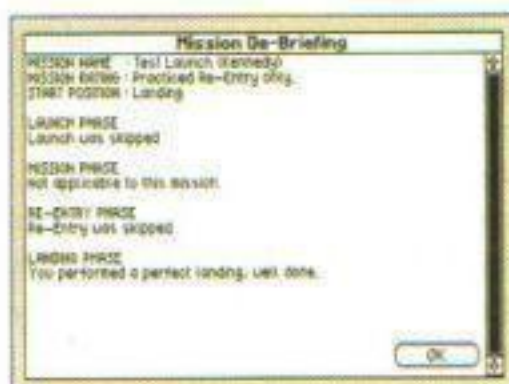 Mission De-Briefing
MISSION NAME : Test Launch (Kennedy)
MISSION RATING : Practiced Re-Entry only.
START POSITION : Landing
LAUNCH PHASE
Launch was skipped
MISSION PHASE
Not applicable to this mission.
RE-ENTRY PHASE
Re-Entry was skipped
LANDING PHASE
You performed a perfect landing, well done.
OK